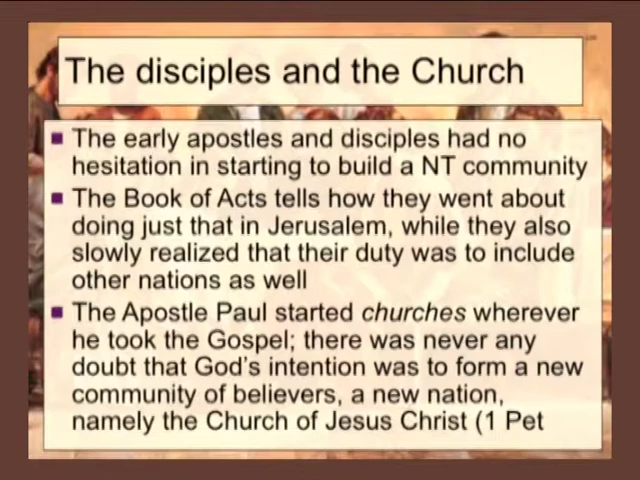 The disciples and the Church
The early apostles and disciples had no
hesitation in starting to build a NT community
The Book of Acts tells how they went about
doing just that in Jerusalem, while they also
slowly realized that their duty was to include
other nations as well
The Apostle Paul started churches wherever
he took the Gospel; there was never any
doubt that God's intention was to form a new
community of believers, a new nation,
namely the Church of Jesus Christ (1 Pet